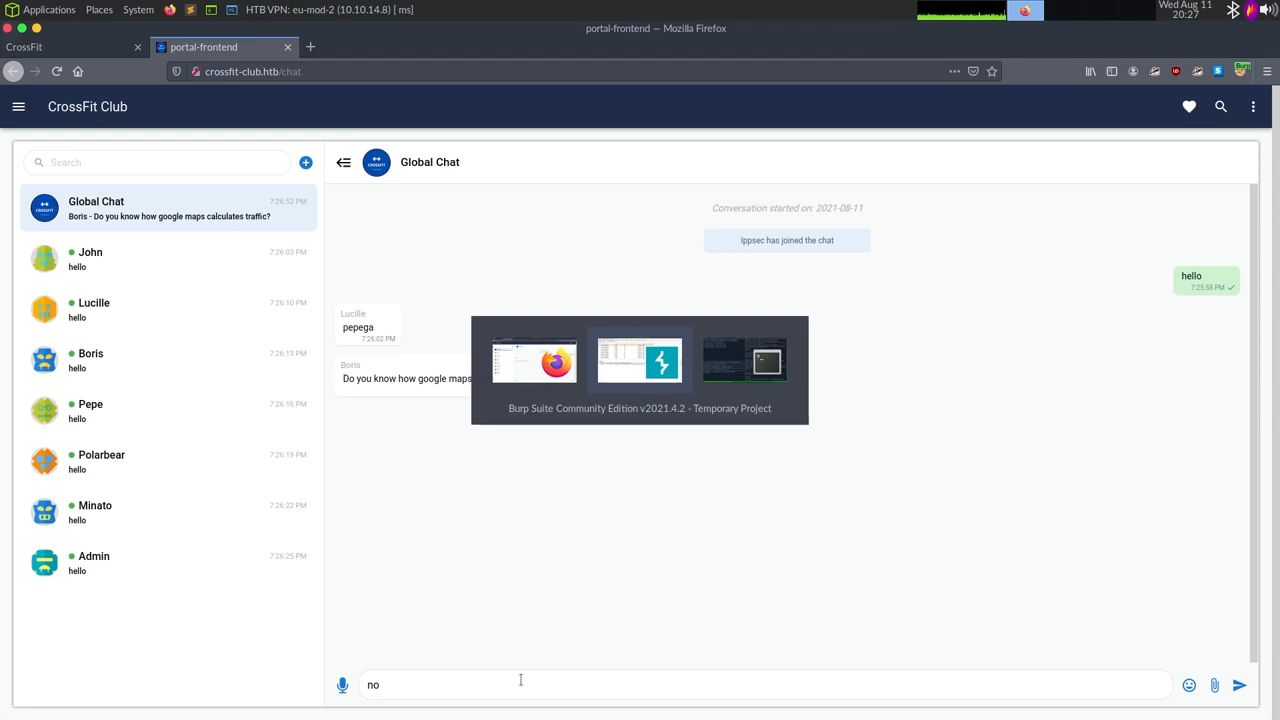 Applications Places System HTB VPN: eu-mod-2 (10.10.14.8) | [ms] Wed Aug 11
20:27
portal-frontend — Mozilla Firefox
CrossFit
portal-frontend
crossfit-club.htb/chat
Burp
CrossFit Club
Search
Global Chat 7:26:52 PM
Boris - Do you know how google maps calculates traffic?
John 7:26:03 PM
hello
Lucille 7:26:10 PM
hello
Boris 7:26:13 PM
hello
Pepe 7:26:16 PM
hello
Polarbear 7:26:19 PM
hello
Minato 7:26:22 PM
hello
Admin 7:26:25 PM
hello
Global Chat
Conversation started on: 2021-08-11
Ippsec has joined the chat
hello
7:25:58 PM
Lucille
pepega
7:26:02 PM
Boris
Do you know how google maps
Burp Suite Community Edition v2021.4.2 - Temporary Project
no